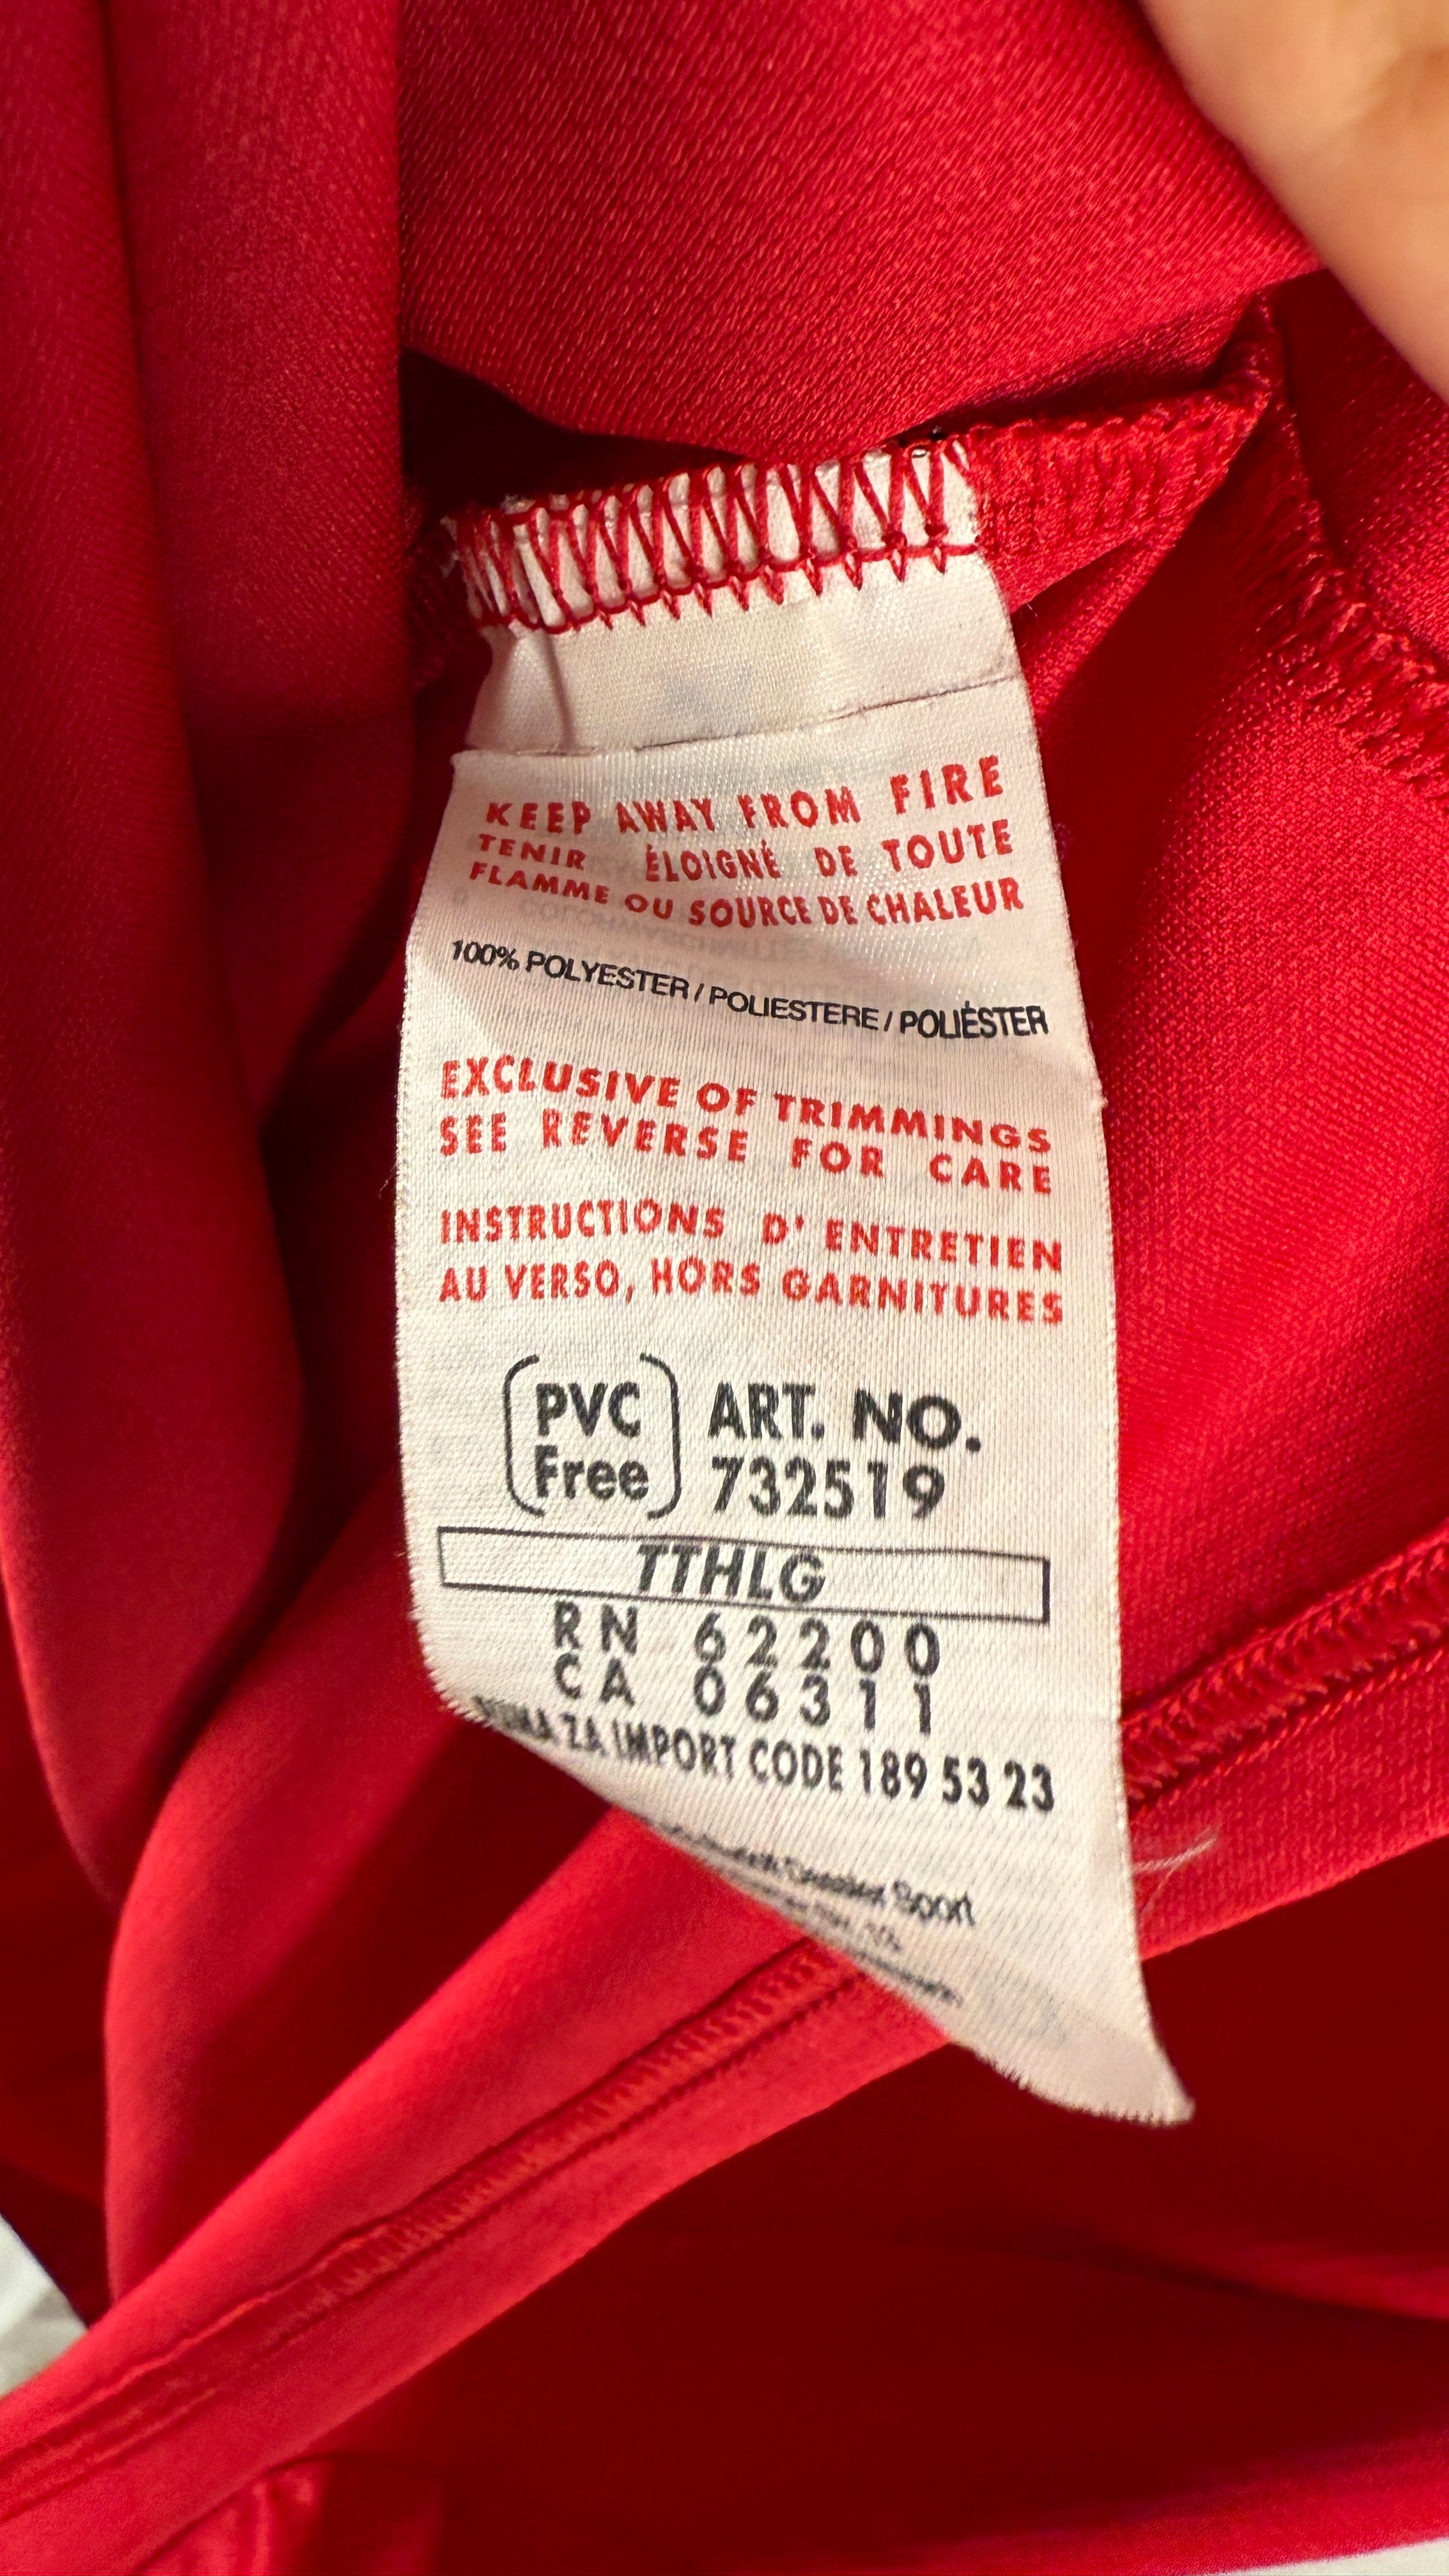 KEEP AWAY FROM FIRE
TENIR ÉLOIGNÉ DE TOUTE
FLAMME OU SOURCE DE CHALEUR
100% POLYESTER / POLIESTERE / POLIÉSTER
EXCLUSIVE OF TRIMMINGS
SEE REVERSE FOR CARE
INSTRUCTIONS D' ENTRETIEN
AU VERSO, HORS GARNITURES
PVC
Free
ART. NO.
732519
TTHLG
RN 62200
CA 06311
ZA IMPORT CODE 189 53 23
Sport